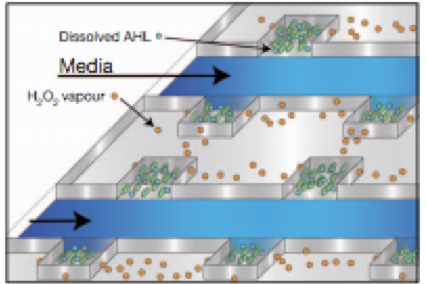 Dissolved AHL
Media
H₂O₂ vapour